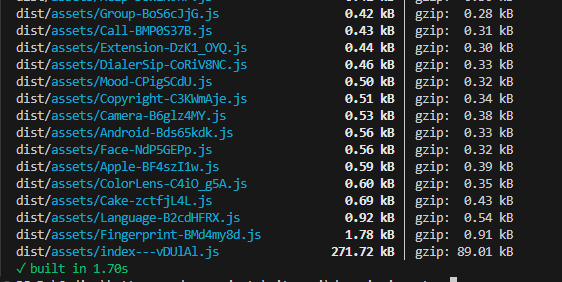 dist/assets/Group-BoS6cJjG.js 0.42 kB │ gzip: 0.28 kB
dist/assets/Call-BMP0S37B.js 0.43 kB │ gzip: 0.31 kB
dist/assets/Extension-DzK1_OYQ.js 0.44 kB │ gzip: 0.30 kB
dist/assets/DialerSip-CoRiV8NC.js 0.46 kB │ gzip: 0.33 kB
dist/assets/Mood-CPigSCdU.js 0.50 kB │ gzip: 0.32 kB
dist/assets/Copyright-C3KWmAje.js 0.51 kB │ gzip: 0.34 kB
dist/assets/Camera-B6glz4MY.js 0.53 kB │ gzip: 0.38 kB
dist/assets/Android-Bds65kdk.js 0.56 kB │ gzip: 0.33 kB
dist/assets/Face-NdP5GEPp.js 0.56 kB │ gzip: 0.32 kB
dist/assets/Apple-BF4szI1w.js 0.59 kB │ gzip: 0.39 kB
dist/assets/ColorLens-C4iO_g5A.js 0.60 kB │ gzip: 0.35 kB
dist/assets/Cake-zctfjL4L.js 0.69 kB │ gzip: 0.43 kB
dist/assets/Language-B2cdHFRX.js 0.92 kB │ gzip: 0.54 kB
dist/assets/Fingerprint-BMd4my8d.js 1.78 kB │ gzip: 0.91 kB
dist/assets/index---vDUlAl.js 271.72 kB │ gzip: 89.01 kB
✓ built in 1.70s